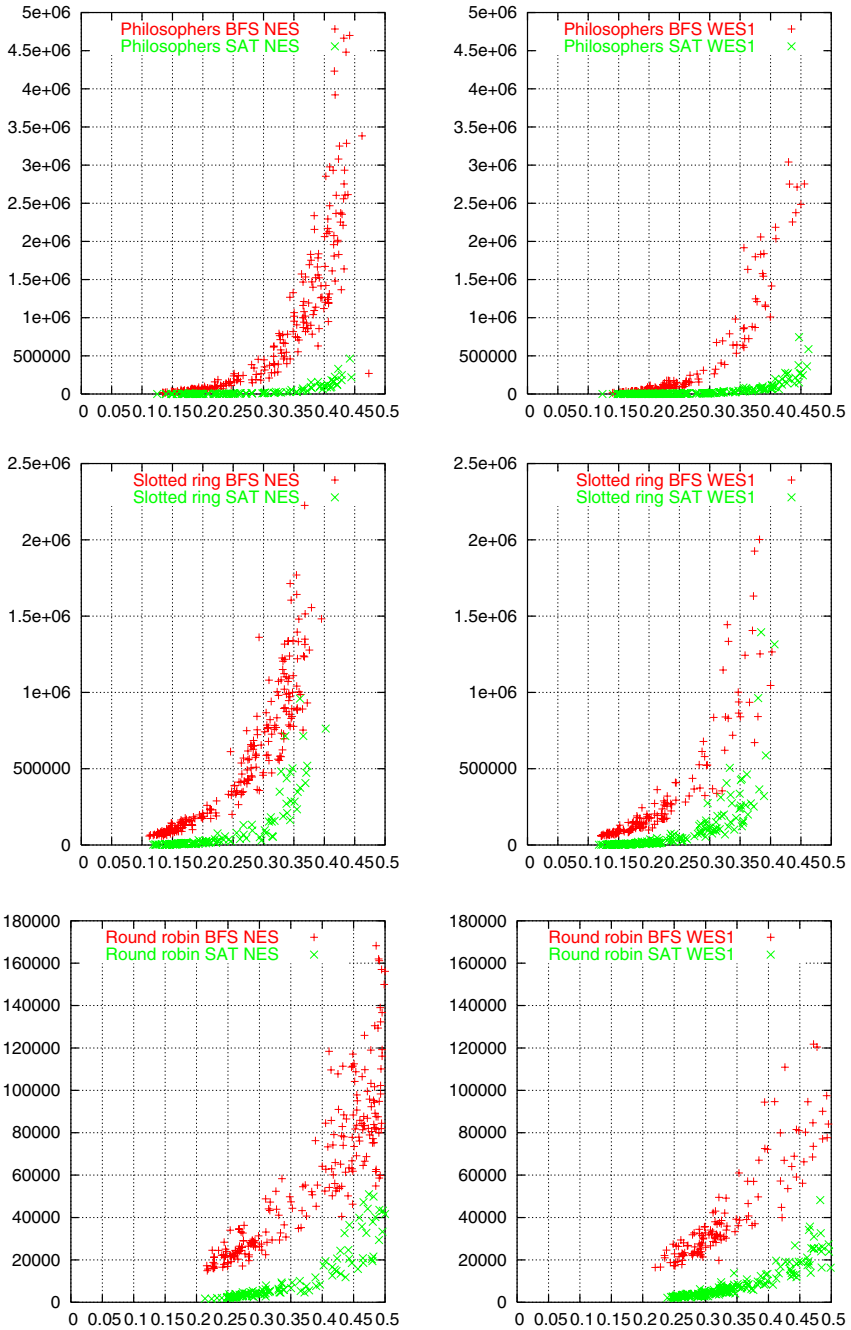 5e+06
Philosophers BFS NES
Philosophers SAT NES
4.5e+06
4e+06
3.5e+06
3e+06
2.5e+06
2e+06
1.5e+06
1e+06
500000
0
0 0.05 0.1 0.15 0.2 0.25 0.3 0.35 0.4 0.45 0.5
5e+06
Philosophers BFS WES1
Philosophers SAT WES1
4.5e+06
4e+06
3.5e+06
3e+06
2.5e+06
2e+06
1.5e+06
1e+06
500000
0
0 0.05 0.1 0.15 0.2 0.25 0.3 0.35 0.4 0.45 0.5
2.5e+06
Slotted ring BFS NES
Slotted ring SAT NES
2e+06
1.5e+06
1e+06
500000
0
0 0.05 0.1 0.15 0.2 0.25 0.3 0.35 0.4 0.45 0.5
2.5e+06
Slotted ring BFS WES1
Slotted ring SAT WES1
2e+06
1.5e+06
1e+06
500000
0
0 0.05 0.1 0.15 0.2 0.25 0.3 0.35 0.4 0.45 0.5
180000
Round robin BFS NES
Round robin SAT NES
160000
140000
120000
100000
80000
60000
40000
20000
0
0 0.05 0.1 0.15 0.2 0.25 0.3 0.35 0.4 0.45 0.5
180000
Round robin BFS WES1
Round robin SAT WES1
160000
140000
120000
100000
80000
60000
40000
20000
0
0 0.05 0.1 0.15 0.2 0.25 0.3 0.35 0.4 0.45 0.5